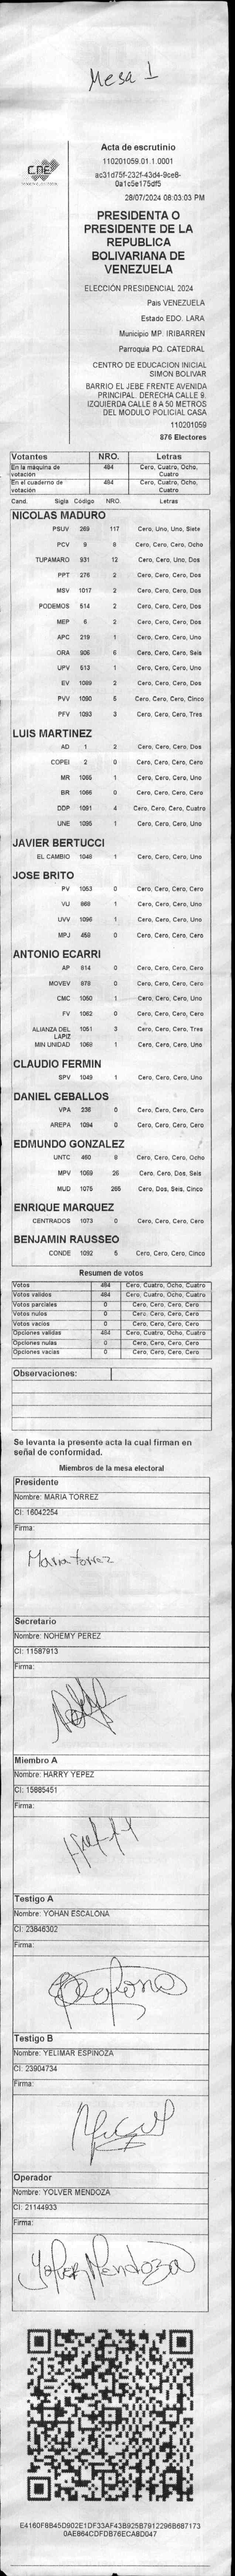 Mesa 1
CNE
Acta de escrutinio
110201059.01.1.0001
ac31d75f-232f-43d4-9ce8-
0a1c5e175df5
28/07/2024 08:03:03 PM
PRESIDENTA O
PRESIDENTE DE LA
REPUBLICA
BOLIVARIANA DE
VENEZUELA
ELECCIÓN PRESIDENCIAL 2024
Pais VENEZUELA
Estado EDO. LARA
Municipio MP. IRIBARREN
Parroquia PQ. CATEDRAL
CENTRO DE EDUCACION INICIAL
SIMON BOLIVAR
BARRIO EL JEBE FRENTE AVENIDA
PRINCIPAL. DERECHA CALLE 9.
IZQUIERDA CALLE 8 A 50 METROS
DEL MODULO POLICIAL CASA
110201059
876 Electores
Votantes NRO. Letras
En la máquina de votación 484 Cero, Cuatro, Ocho, Cuatro
En el cuaderno de votación 484 Cero, Cuatro, Ocho, Cuatro
Cand. Sigla Código NRO. Letras
NICOLAS MADURO
PSUV 269 117 Cero, Uno, Uno, Siete
PCV 9 8 Cero, Cero, Cero, Ocho
TUPAMARO 931 12 Cero, Cero, Uno, Dos
PPT 276 2 Cero, Cero, Cero, Dos
MSV 1017 2 Cero, Cero, Cero, Dos
PODEMOS 514 2 Cero, Cero, Cero, Dos
MEP 6 2 Cero, Cero, Cero, Dos
APC 219 1 Cero, Cero, Cero, Uno
ORA 906 6 Cero, Cero, Cero, Seis
UPV 613 1 Cero, Cero, Cero, Uno
EV 1089 2 Cero, Cero, Cero, Dos
PVV 1090 5 Cero, Cero, Cero, Cinco
PFV 1093 3 Cero, Cero, Cero, Tres
LUIS MARTINEZ
AD 1 2 Cero, Cero, Cero, Dos
COPEI 2 0 Cero, Cero, Cero, Cero
MR 1065 1 Cero, Cero, Cero, Uno
BR 1066 0 Cero, Cero, Cero, Cero
DDP 1091 4 Cero, Cero, Cero, Cuatro
UNE 1095 1 Cero, Cero, Cero, Uno
JAVIER BERTUCCI
EL CAMBIO 1048 1 Cero, Cero, Cero, Uno
JOSE BRITO
PV 1053 0 Cero, Cero, Cero, Cero
VU 868 1 Cero, Cero, Cero, Uno
UVV 1096 1 Cero, Cero, Cero, Uno
MPJ 458 0 Cero, Cero, Cero, Cero
ANTONIO ECARRI
AP 814 0 Cero, Cero, Cero, Cero
MOVEV 878 0 Cero, Cero, Cero, Cero
CMC 1050 1 Cero, Cero, Cero, Uno
FV 1062 0 Cero, Cero, Cero, Cero
ALIANZA DEL LAPIZ 1051 3 Cero, Cero, Cero, Tres
MIN UNIDAD 1068 1 Cero, Cero, Cero, Uno
CLAUDIO FERMIN
SPV 1049 1 Cero, Cero, Cero, Uno
DANIEL CEBALLOS
VPA 236 0 Cero, Cero, Cero, Cero
AREPA 1094 0 Cero, Cero, Cero, Cero
EDMUNDO GONZALEZ
UNTC 460 8 Cero, Cero, Cero, Ocho
MPV 1069 26 Cero, Cero, Dos, Seis
MUD 1075 265 Cero, Dos, Seis, Cinco
ENRIQUE MARQUEZ
CENTRADOS 1073 0 Cero, Cero, Cero, Cero
BENJAMIN RAUSSEO
CONDE 1092 5 Cero, Cero, Cero, Cinco
Resumen de votos
Votos 484 Cero, Cuatro, Ocho, Cuatro
Votos validos 484 Cero, Cuatro, Ocho, Cuatro
Votos parciales 0 Cero, Cero, Cero, Cero
Votos nulos 0 Cero, Cero, Cero, Cero
Votos vacios 0 Cero, Cero, Cero, Cero
Opciones validas 484 Cero, Cuatro, Ocho, Cuatro
Opciones nulas 0 Cero, Cero, Cero, Cero
Opciones vacias 0 Cero, Cero, Cero, Cero
Observaciones:
Se levanta la presente acta la cual firman en
señal de conformidad.
Miembros de la mesa electoral
Presidente
Nombre: MARIA TORREZ
CI: 16042254
Firma:
Maria torrez
Secretario
Nombre: NOHEMY PEREZ
CI: 11587913
Firma:
Miembro A
Nombre: HARRY YEPEZ
CI: 15885451
Firma:
Testigo A
Nombre: YOHAN ESCALONA
CI: 23846302
Firma:
Testigo B
Nombre: YELIMAR ESPINOZA
CI: 23904734
Firma:
Operador
Nombre: YOLVER MENDOZA
CI: 21144933
Firma:
Yolver Mendoza
E4160F8B45D902E1DF33AF43B925B7912296B687173
0AE864CDFDB76ECA8D047